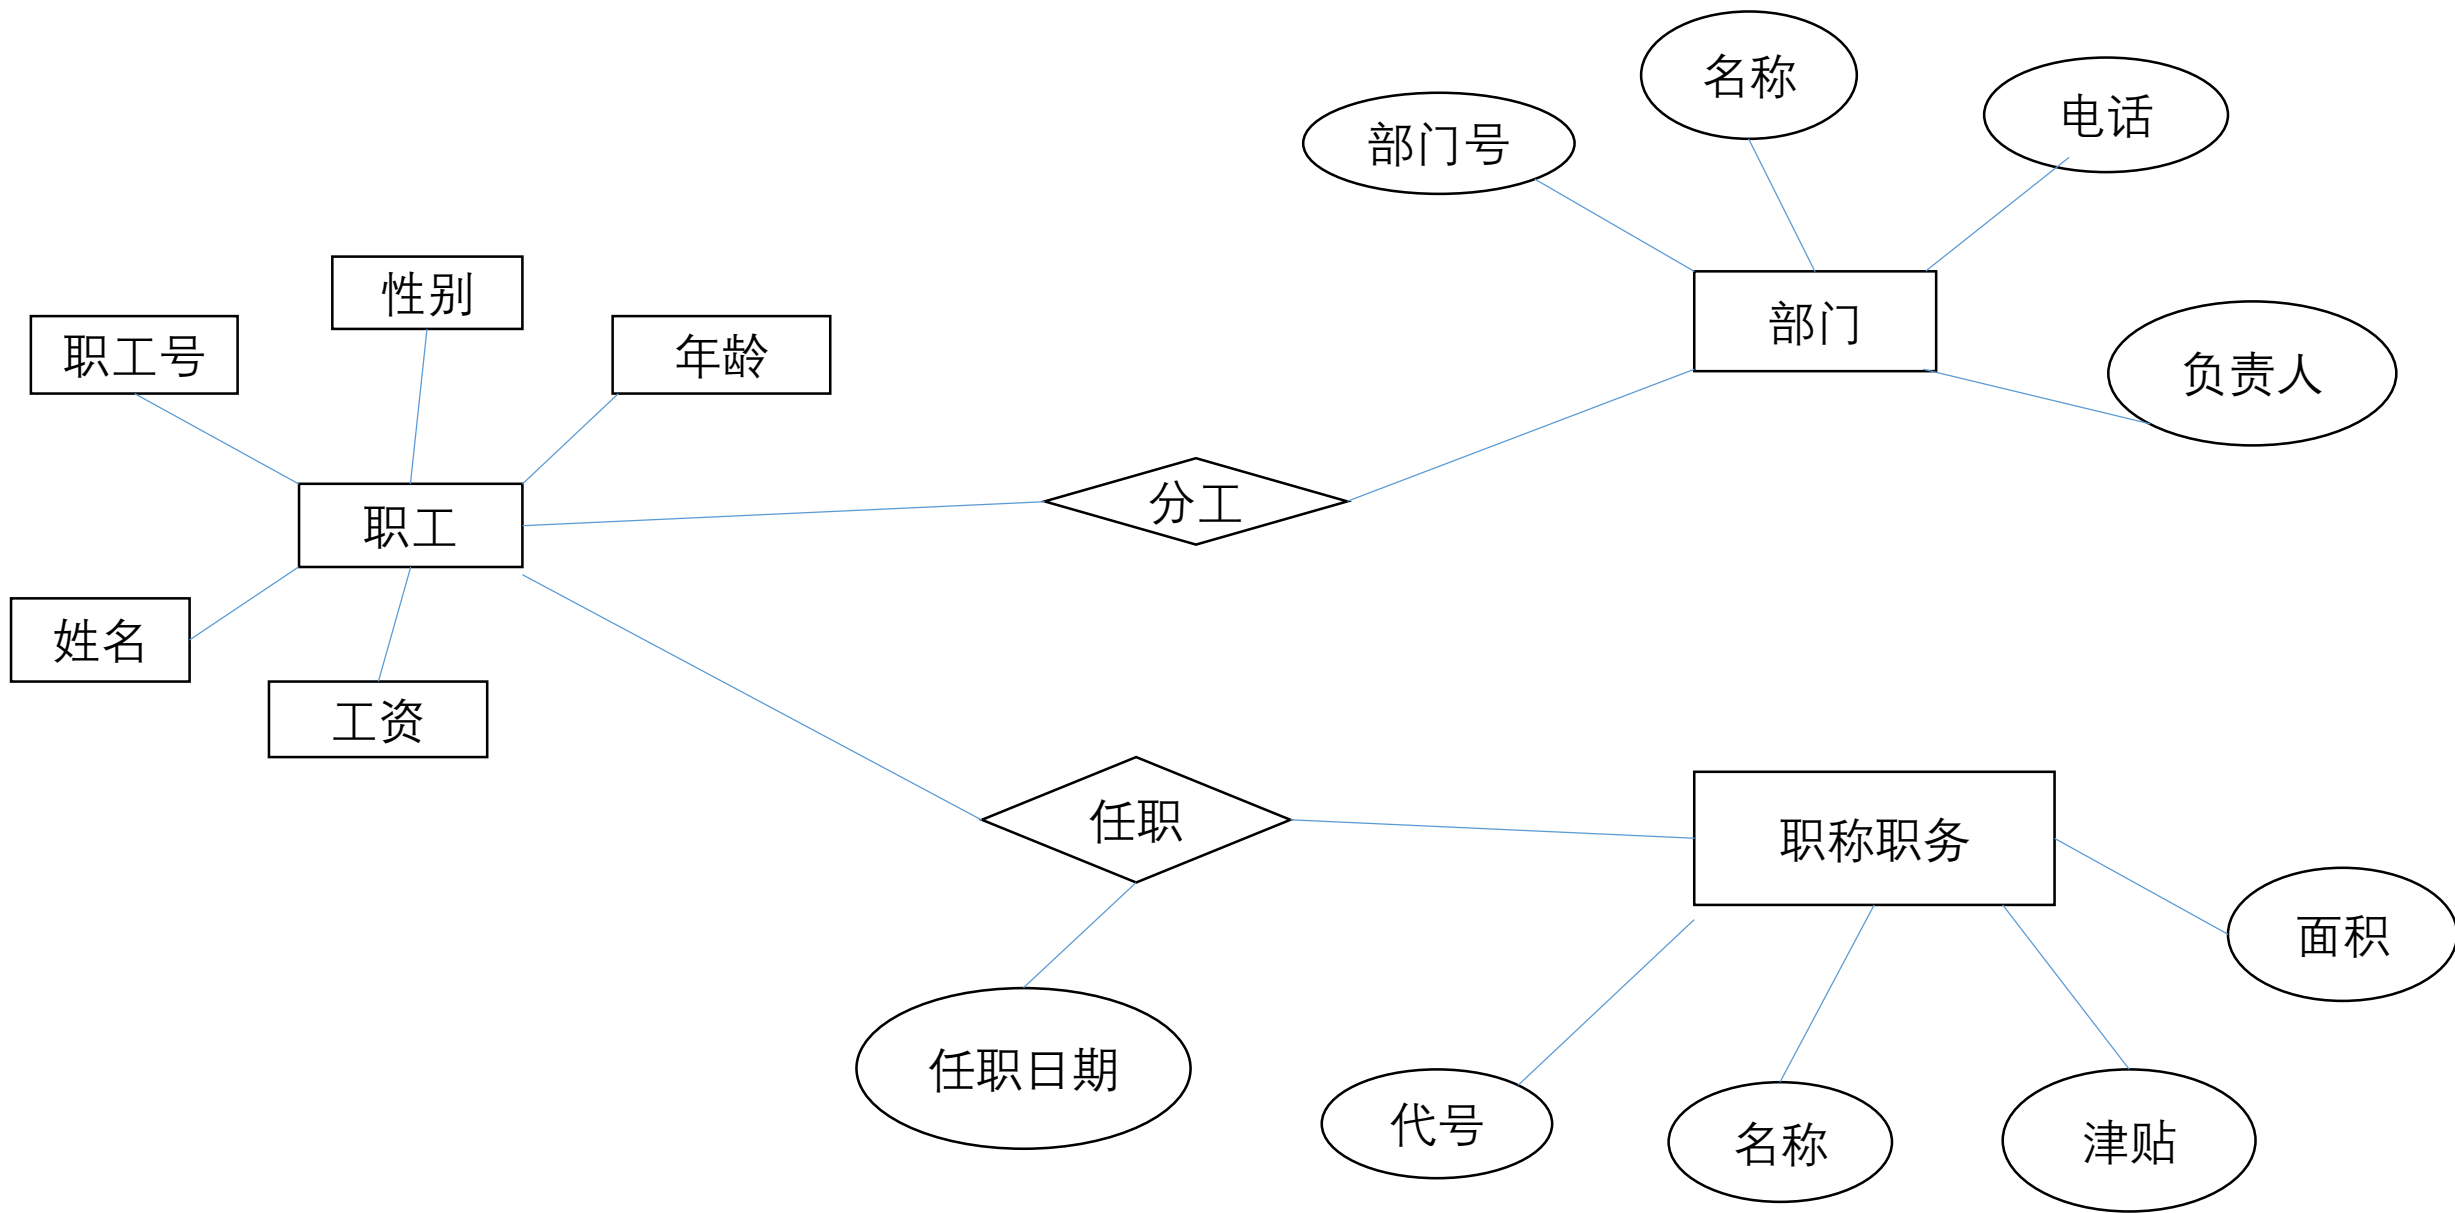 名称
电话
部门号
性别
职工号
年龄
部门
负责人
分工
职工
姓名
工资
任职
职称职务
面积
任职日期
代号
名称
津贴